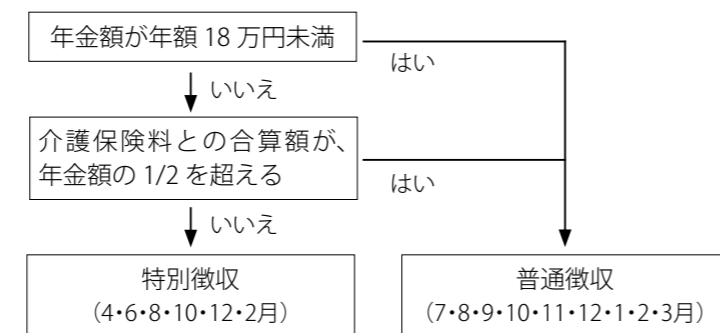 年金額が年額 18 万円未満
はい
いいえ
介護保険料との合算額が、
年金額の 1/2 を超える
はい
いいえ
特別徴収
（4・6・8・10・12・2月）
普通徴収
（7・8・9・10・11・12・1・2・3月）